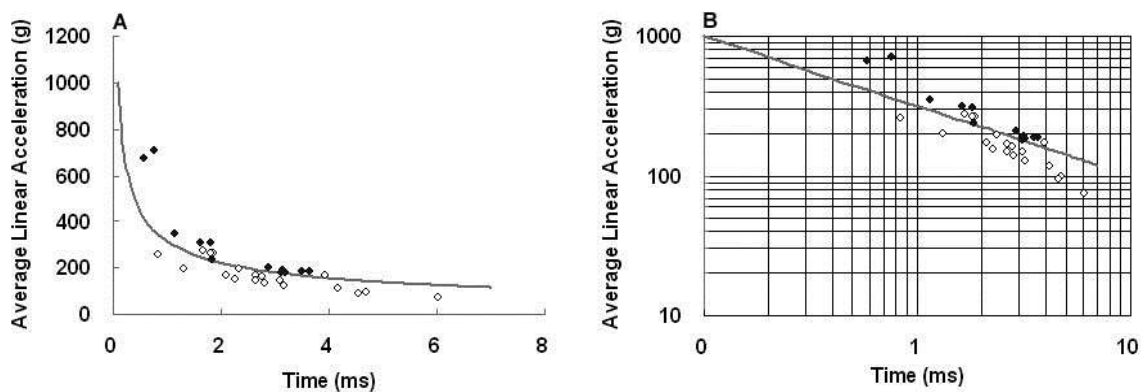 A
Average Linear Acceleration (g)
1200
1000
800
600
400
200
0
0 2 4 6 8
Time (ms)
B
Average Linear Acceleration (g)
1000
100
10
0 1 10
Time (ms)